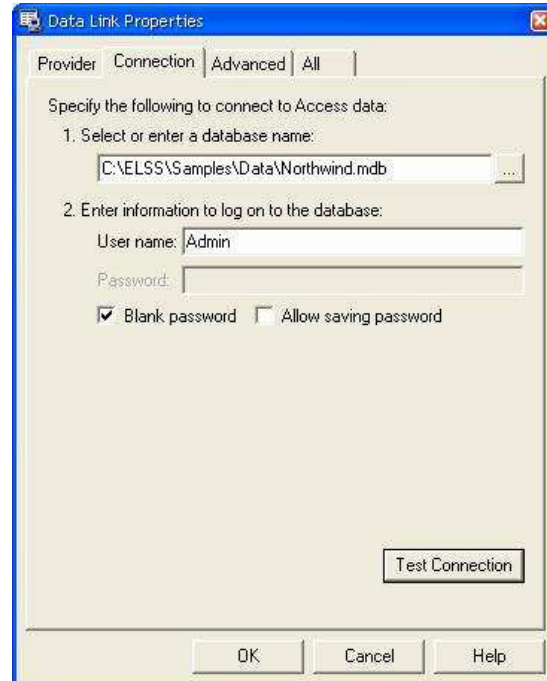 Data Link Properties
Provider Connection Advanced All
Specify the following to connect to Access data:
1. Select or enter a database name:
C:\ELSS\Samples\Data\Northwind.mdb ...
2. Enter information to log on to the database:
User name: Admin
Password:
Blank password Allow saving password
Test Connection
OK Cancel Help